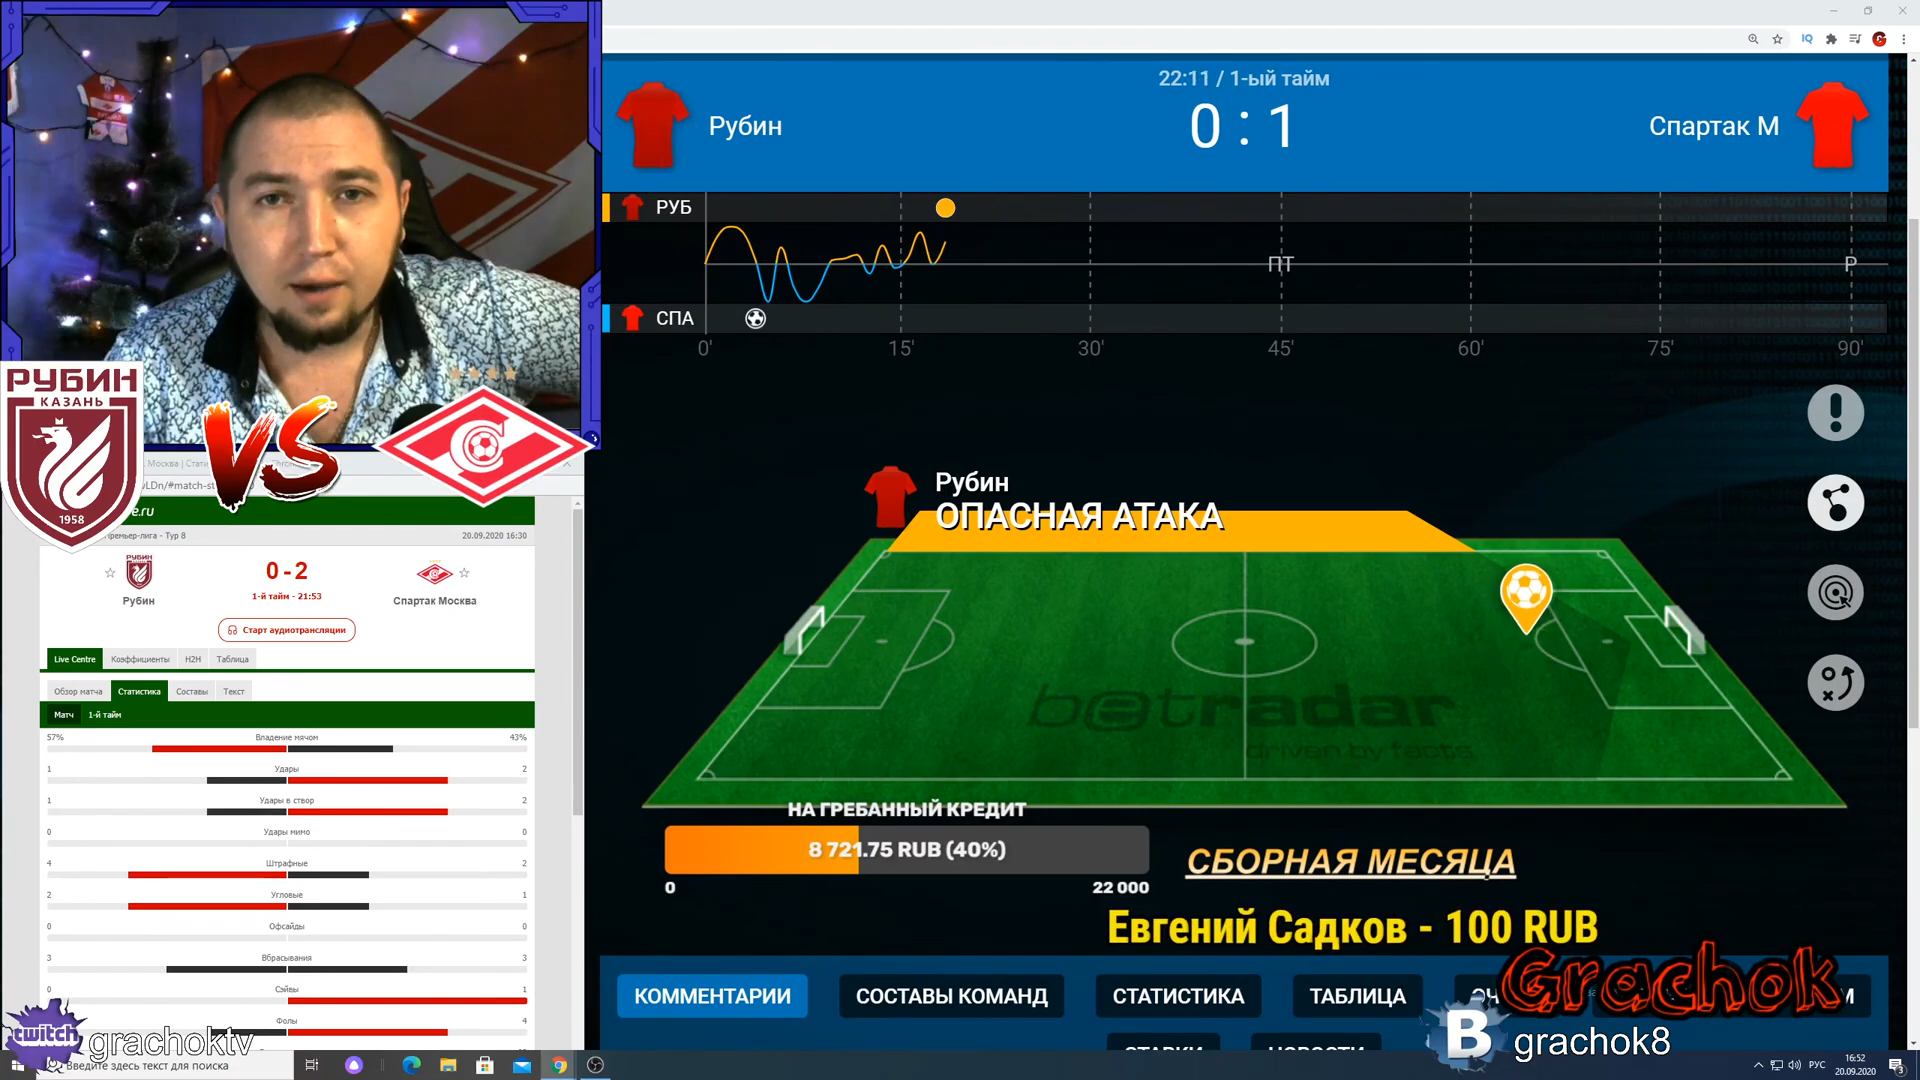 22:11 / 1-ый тайм
Рубин
0 : 1
Спартак М
РУБ
ПТ
Р
СПА
0'
15'
30'
45'
60'
75'
90'
Рубин
ОПАСНАЯ АТАКА
betradar
driven by facts
НА ГРЕБАННЫЙ КРЕДИТ
8 721.75 RUB (40%)
0
22 000
СБОРНАЯ МЕСЯЦА
Евгений Садков - 100 RUB
КОММЕНТАРИИ
СОСТАВЫ КОМАНД
СТАТИСТИКА
ТАБЛИЦА
Grachok
grachok8
РУБИН
КАЗАНЬ
1958
VS
Премьер-лига - Тур 8
20.09.2020 16:30
0 - 2
1-й тайм - 21:53
Рубин
Спартак Москва
Старт аудиотрансляции
Live Centre
Коэффициенты
H2H
Таблица
Обзор матча
Статистика
Составы
Текст
Матч
1-й тайм
57%
Владение мячом
43%
1
Удары
2
1
Удары в створ
2
0
Удары мимо
0
4
Штрафные
2
2
Угловые
1
0
Офсайды
0
3
Вбрасывания
3
0
Сэйвы
1
Фолы
4
twitch
grachoktv
Введите здесь текст для поиска
РУС
16:52
20.09.2020